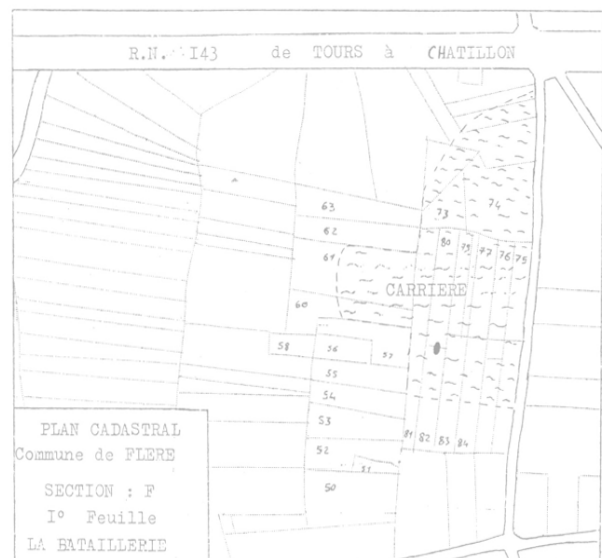 R.N. I43 de TOURS à CHATILLON
74
73
63
62
80 79 77 76 75
61
CARRIERE
60
58 56 57
55
54
53
81 82 83 84
52
51
50
PLAN CADASTRAL
Commune de FLERE
SECTION : F
I° Feuille
LA BATAILLERIE